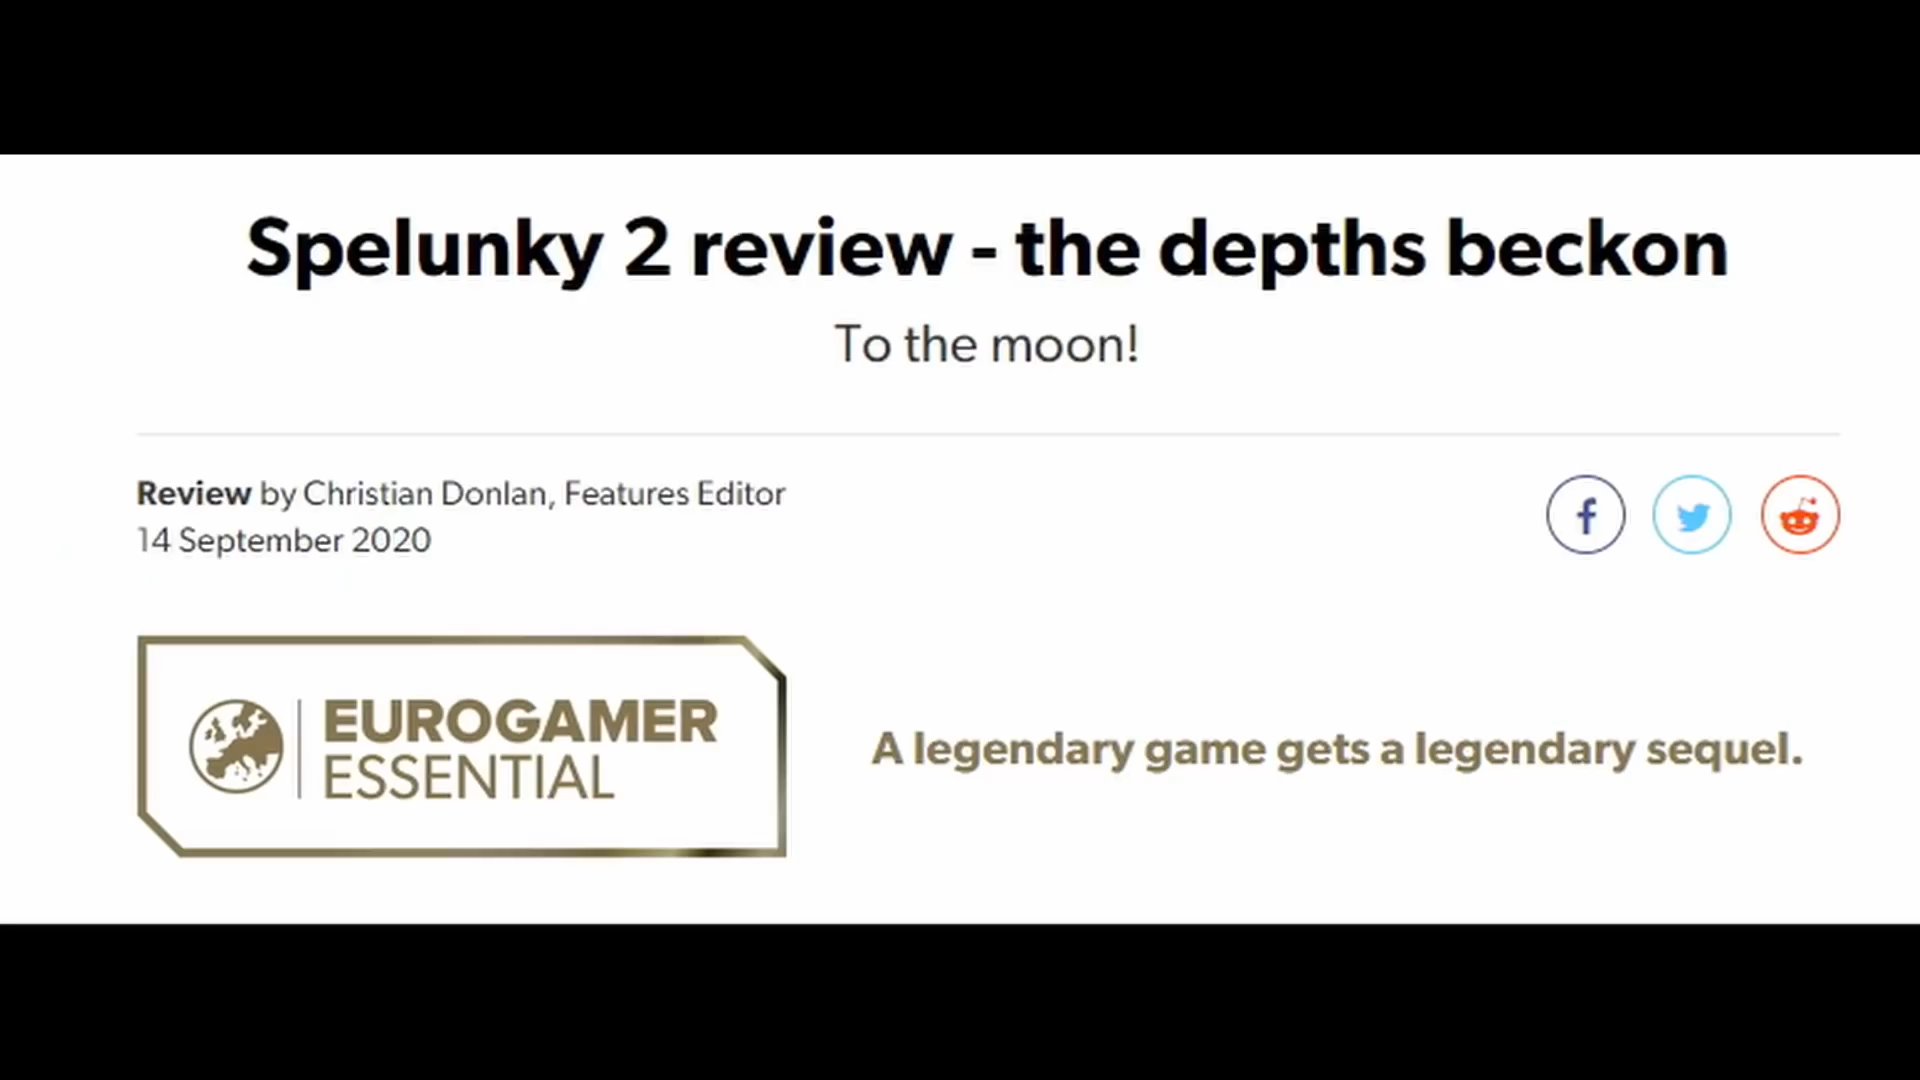 Spelunky 2 review - the depths beckon
To the moon!
Review by Christian Donlan, Features Editor
14 September 2020
EUROGAMER
ESSENTIAL
A legendary game gets a legendary sequel.